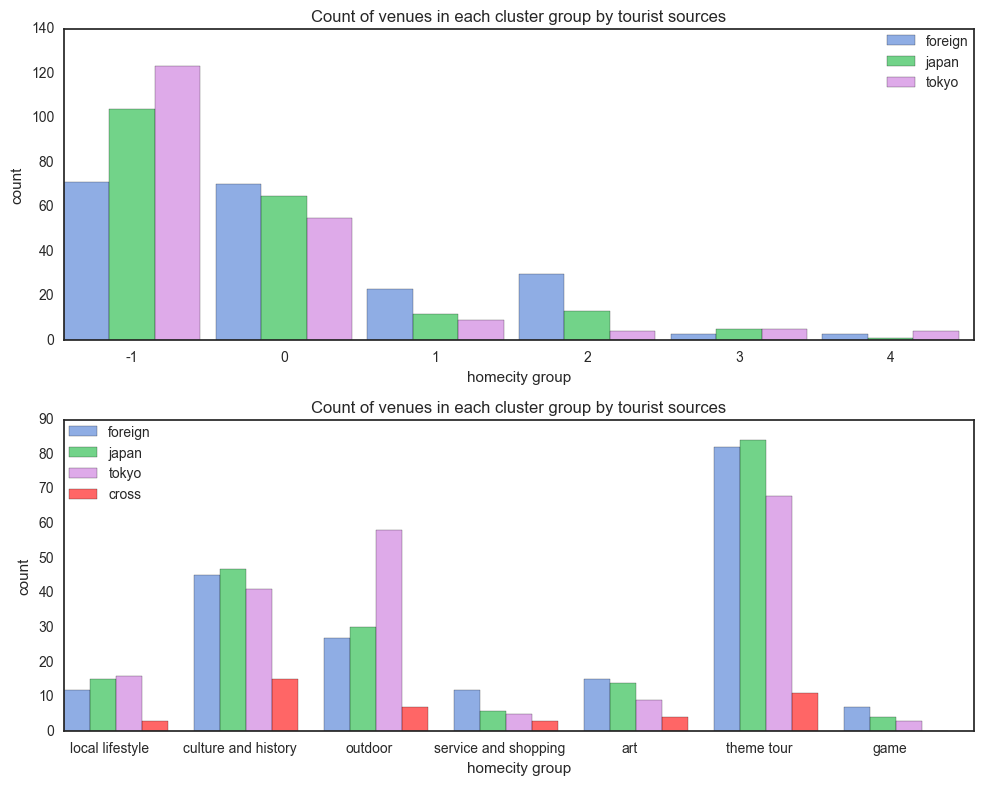 Count of venues in each cluster group by tourist sources
140
120
100
80
60
40
20
0
count
foreign
japan
tokyo
-1 0 1 2 3 4
homecity group
Count of venues in each cluster group by tourist sources
90
80
70
60
50
40
30
20
10
0
count
foreign
japan
tokyo
cross
local lifestyle culture and history outdoor service and shopping art theme tour game
homecity group